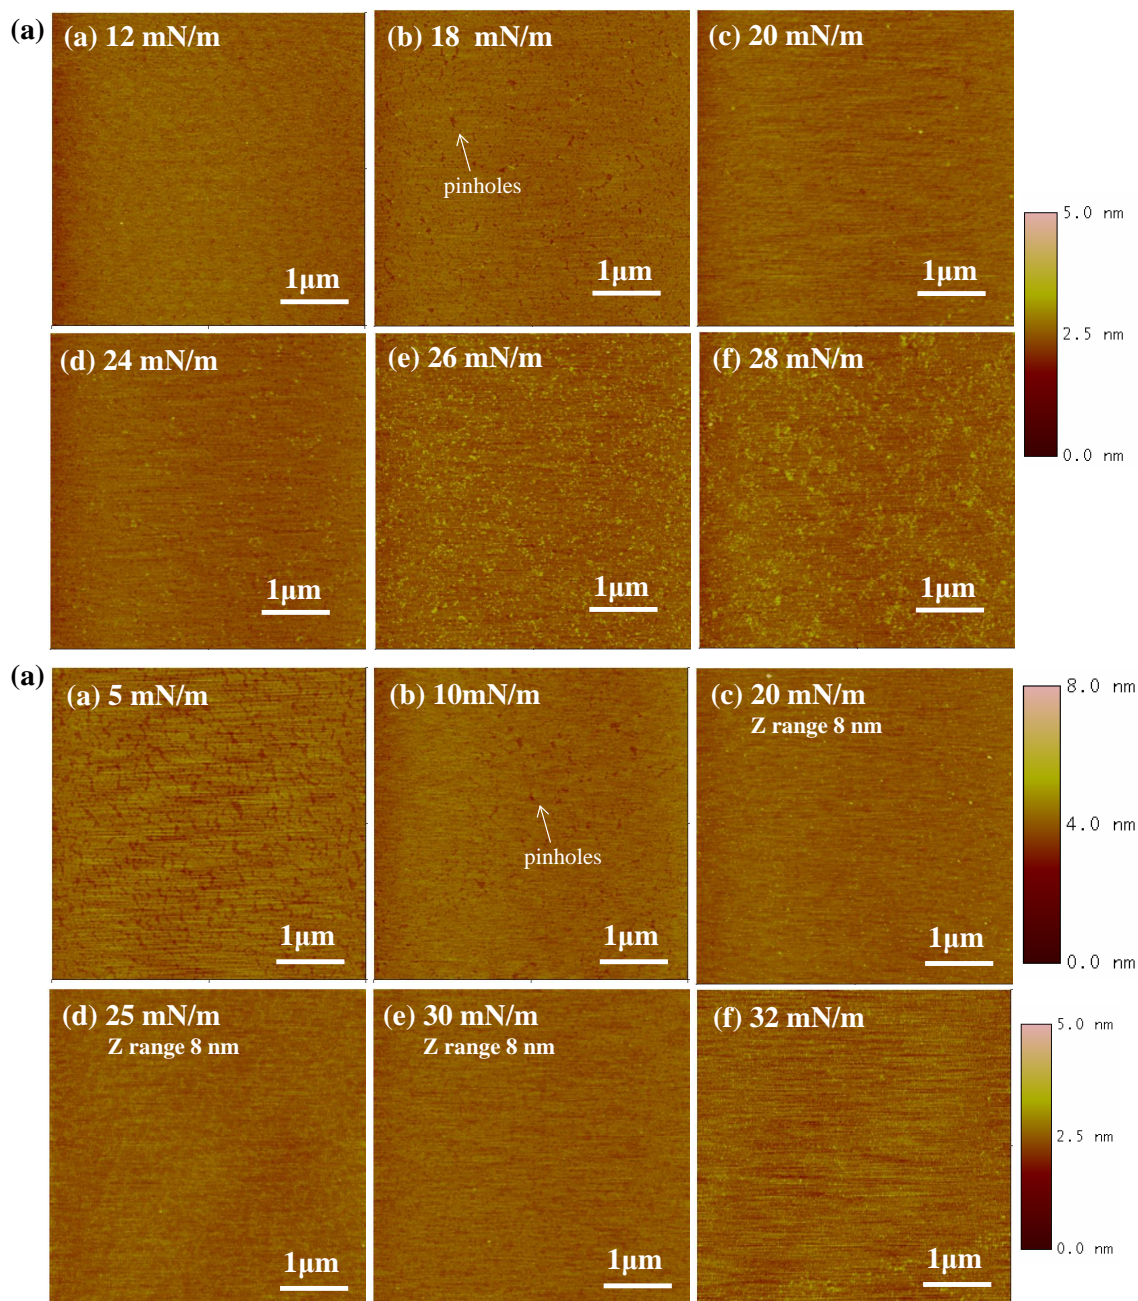 (a)
(a) 12 mN/m
(b) 18 mN/m
(c) 20 mN/m
pinholes
1μm
1μm
1μm
5.0 nm
2.5 nm
0.0 nm
(d) 24 mN/m
(e) 26 mN/m
(f) 28 mN/m
1μm
1μm
1μm
(a)
(a) 5 mN/m
(b) 10mN/m
(c) 20 mN/m
Z range 8 nm
pinholes
1μm
1μm
1μm
8.0 nm
4.0 nm
0.0 nm
(d) 25 mN/m
Z range 8 nm
(e) 30 mN/m
Z range 8 nm
(f) 32 mN/m
1μm
1μm
1μm
5.0 nm
2.5 nm
0.0 nm